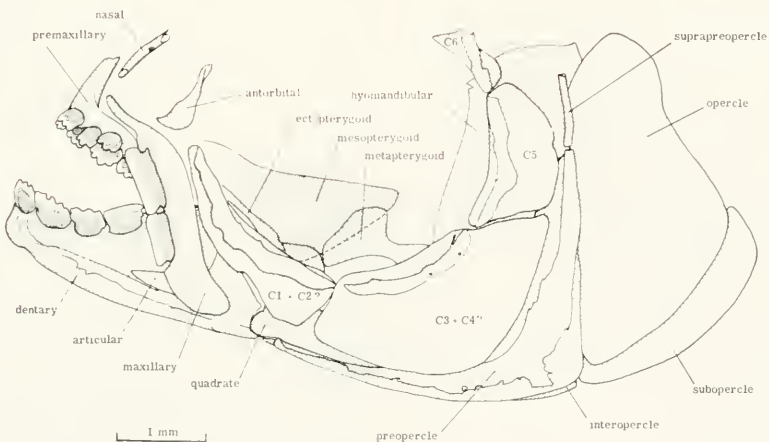 nasal
premaxillary
antorbital
hyomandibular
ectopterygoid
mesopterygoid
metapterygoid
C6
suprapreopercle
opercle
C5
C1 + C2?
C3 + C4?
dentary
articular
maxillary
quadrate
preopercle
interopercle
subopercle
1 mm